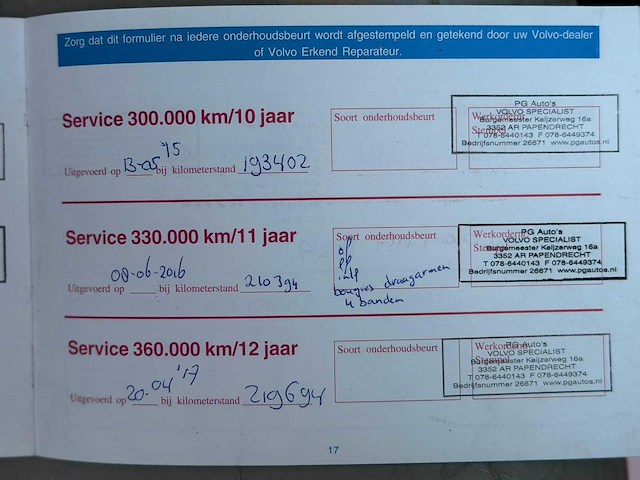 Zorg dat dit formulier na iedere onderhoudsbeurt wordt afgestempeld en getekend door uw Volvo-dealer
of Volvo Erkend Reparateur.
Service 300.000 km/10 jaar
Soort onderhoudsbeurt
Werkordernr.
Stempel
PG Auto's
VOLVO SPECIALIST
Burgemeester Keijzerweg 16a
3352 AR PAPENDRECHT
T 078-6440143 F 078-6449374
Bedrijfsnummer 26671 www.pgautos.nl
Uitgevoerd op 13-05 '15 bij kilometerstand 193402
Service 330.000 km/11 jaar
Soort onderhoudsbeurt
Werkordernr.
Stempel
PG Auto's
VOLVO SPECIALIST
Burgemeester Keijzerweg 16a
3352 AR PAPENDRECHT
T 078-6440143 F 078-6449374
Bedrijfsnummer 26671 www.pgautos.nl
bougies draagarmen
4 banden
Uitgevoerd op 08-06-2016 bij kilometerstand 210394
Service 360.000 km/12 jaar
Soort onderhoudsbeurt
Werkordernr.
Stempel
PG Auto's
VOLVO SPECIALIST
Burgemeester Keijzerweg 16a
3352 AR PAPENDRECHT
T 078-6440143 F 078-6449374
Bedrijfsnummer 26671 www.pgautos.nl
Uitgevoerd op 20-04 '17 bij kilometerstand 219694
17